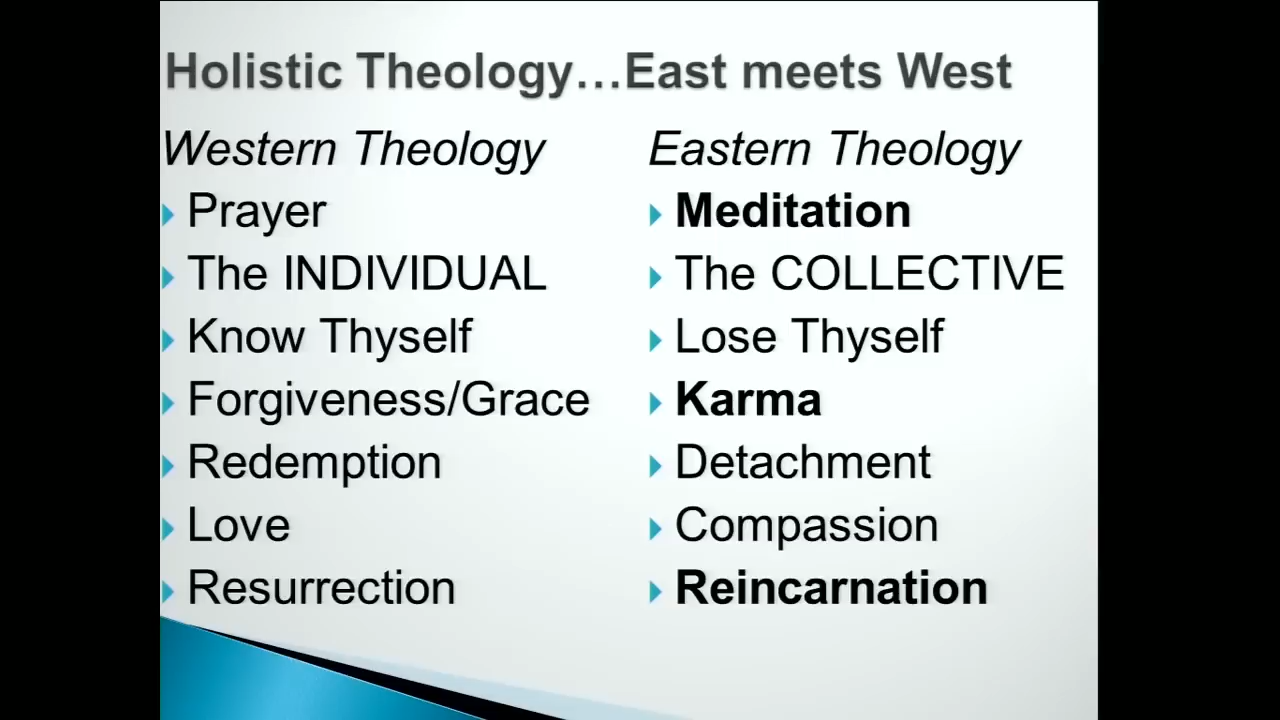 Holistic Theology…East meets West
Western Theology
Prayer
The INDIVIDUAL
Know Thyself
Forgiveness/Grace
Redemption
Love
Resurrection
Eastern Theology
Meditation
The COLLECTIVE
Lose Thyself
Karma
Detachment
Compassion
Reincarnation